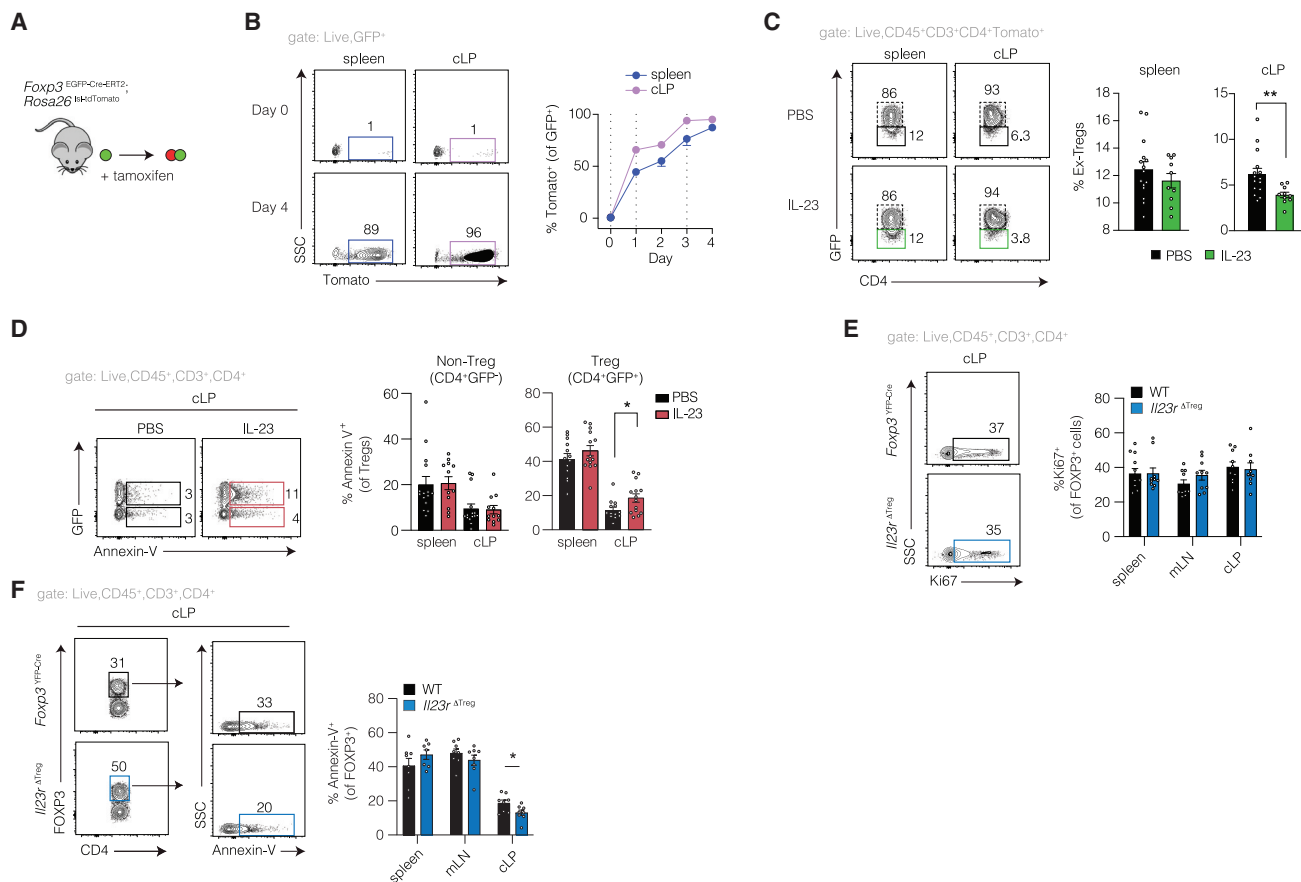 A
Foxp3 EGFP-Cre-ERT2;
Rosa26 lsl-tdTomato
+ tamoxifen
B
gate: Live,GFP⁺
spleen
cLP
Day 0
1
1
Day 4
89
96
SSC
Tomato
spleen
cLP
% Tomato⁺ (of GFP⁺)
100
50
0
0 1 2 3 4
Day
C
gate: Live,CD45⁺CD3⁺CD4⁺Tomato⁺
spleen
cLP
PBS
86
12
93
6.3
IL-23
86
12
94
3.8
GFP
CD4
spleen
cLP
% Ex-Tregs
18
16
14
12
10
8
6
15
10
5
0
**
PBS
IL-23
D
gate: Live,CD45⁺,CD3⁺,CD4⁺
cLP
PBS
IL-23
3
3
11
4
GFP
Annexin-V
Non-Treg
(CD4⁺GFP⁻)
Treg
(CD4⁺GFP⁺)
% Annexin V⁺
(of Tregs)
60
40
20
0
spleen cLP
80
60
40
20
0
*
spleen cLP
PBS
IL-23
E
gate: Live,CD45⁺,CD3⁺,CD4⁺
cLP
Foxp3 YFP-Cre
37
Il23r ΔTreg
35
SSC
Ki67
WT
Il23r ΔTreg
%Ki67⁺
(of FOXP3⁺ cells)
80
60
40
20
0
spleen
mLN
cLP
F
gate: Live,CD45⁺,CD3⁺,CD4⁺
cLP
Foxp3 YFP-Cre
31
33
Il23r ΔTreg
50
20
FOXP3
CD4
SSC
SSC
Annexin-V
WT
Il23r ΔTreg
% Annexin-V⁺
(of FOXP3⁺)
80
60
40
20
0
*
spleen
mLN
cLP